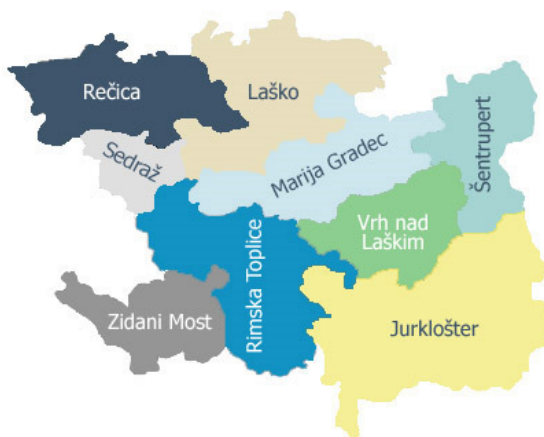 Rečica
Laško
Sedraž
Marija Gradec
Šentrupert
Vrh nad
Laškim
Rimska Toplice
Zidani Most
Jurklošter